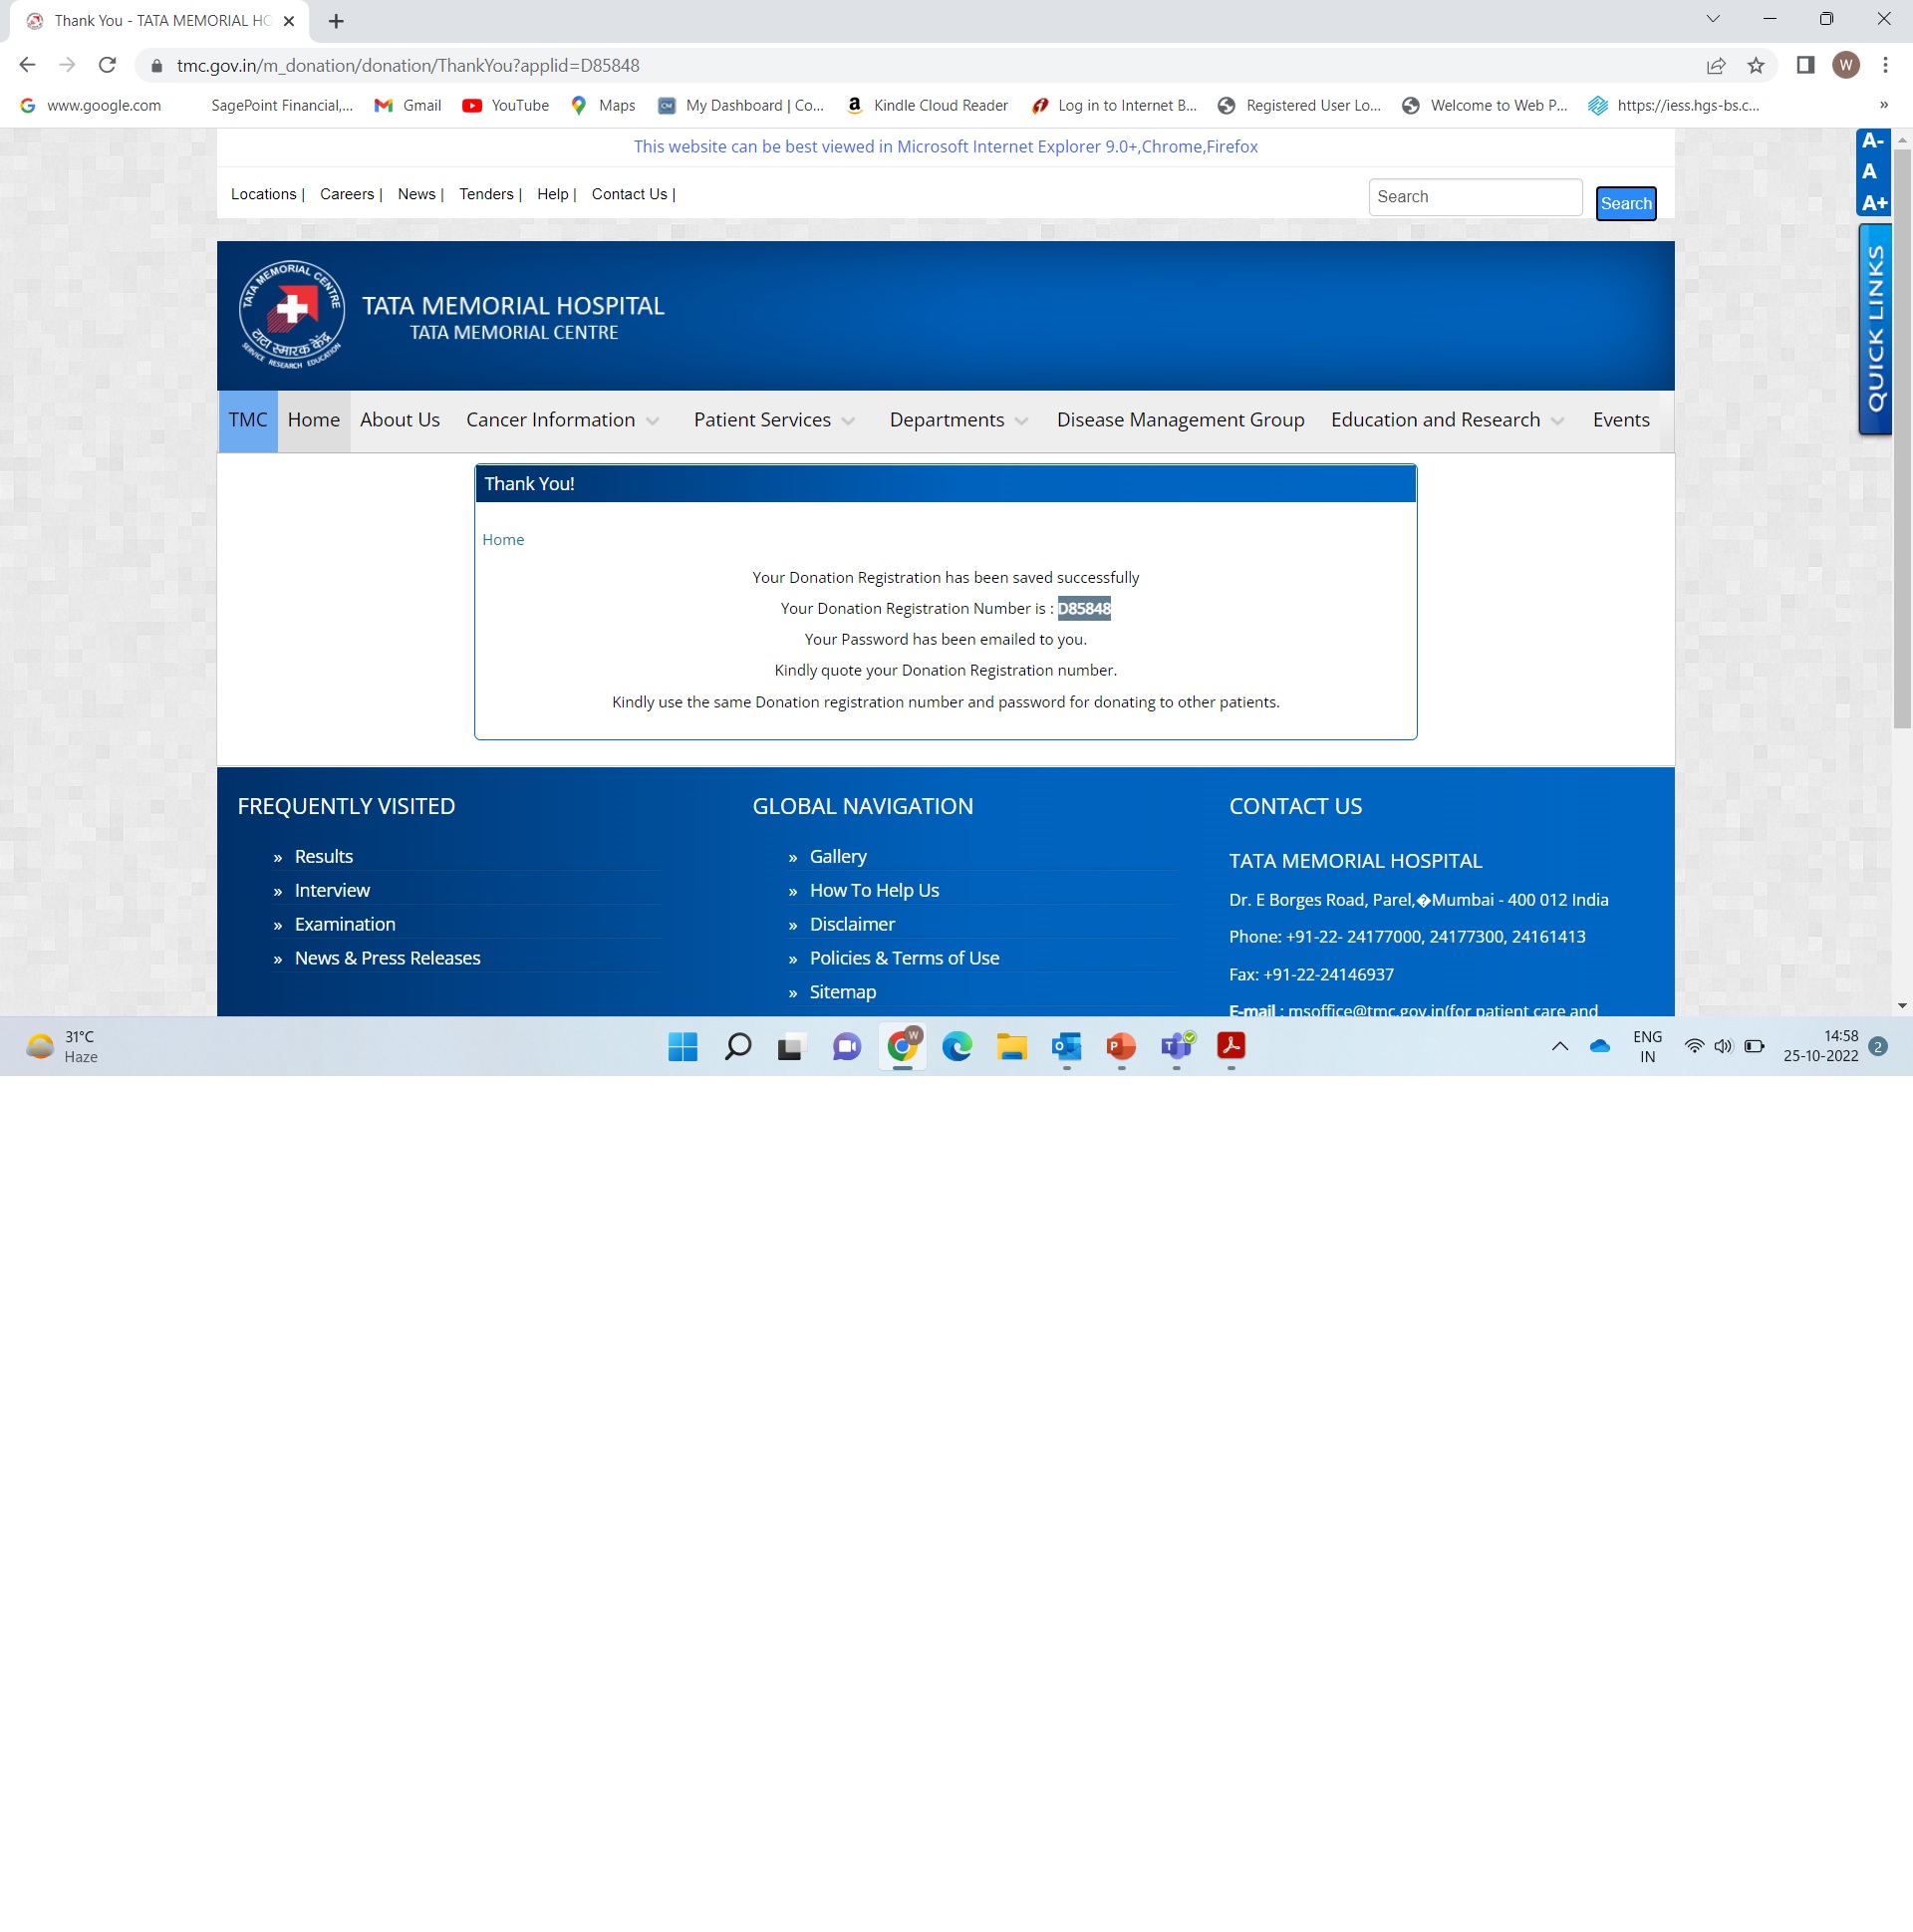 Thank You - TATA MEMORIAL HO
tmc.gov.in/m_donation/donation/ThankYou?applid=D85848
W
www.google.com SagePoint Financial,... Gmail YouTube Maps My Dashboard | Co... Kindle Cloud Reader Log in to Internet B... Registered User Lo... Welcome to Web P... https://iess.hgs-bs.c... »
This website can be best viewed in Microsoft Internet Explorer 9.0+,Chrome,Firefox
A-
A
A+
Locations | Careers | News | Tenders | Help | Contact Us |
Search Search
QUICK LINKS
TATA MEMORIAL CENTRE
टाटा स्मारक केंद्र
SERVICE RESEARCH EDUCATION
TATA MEMORIAL HOSPITAL
TATA MEMORIAL CENTRE
TMC Home About Us Cancer Information Patient Services Departments Disease Management Group Education and Research Events
Thank You!
Home
Your Donation Registration has been saved successfully
Your Donation Registration Number is : D85848
Your Password has been emailed to you.
Kindly quote your Donation Registration number.
Kindly use the same Donation registration number and password for donating to other patients.
FREQUENTLY VISITED
» Results
» Interview
» Examination
» News & Press Releases
GLOBAL NAVIGATION
» Gallery
» How To Help Us
» Disclaimer
» Policies & Terms of Use
» Sitemap
CONTACT US
TATA MEMORIAL HOSPITAL
Dr. E Borges Road, Parel,�Mumbai - 400 012 India
Phone: +91-22- 24177000, 24177300, 24161413
Fax: +91-22-24146937
E-mail : msoffice@tmc.gov.in(for patient care and
31°C
Haze
ENG
IN
14:58
25-10-2022
2